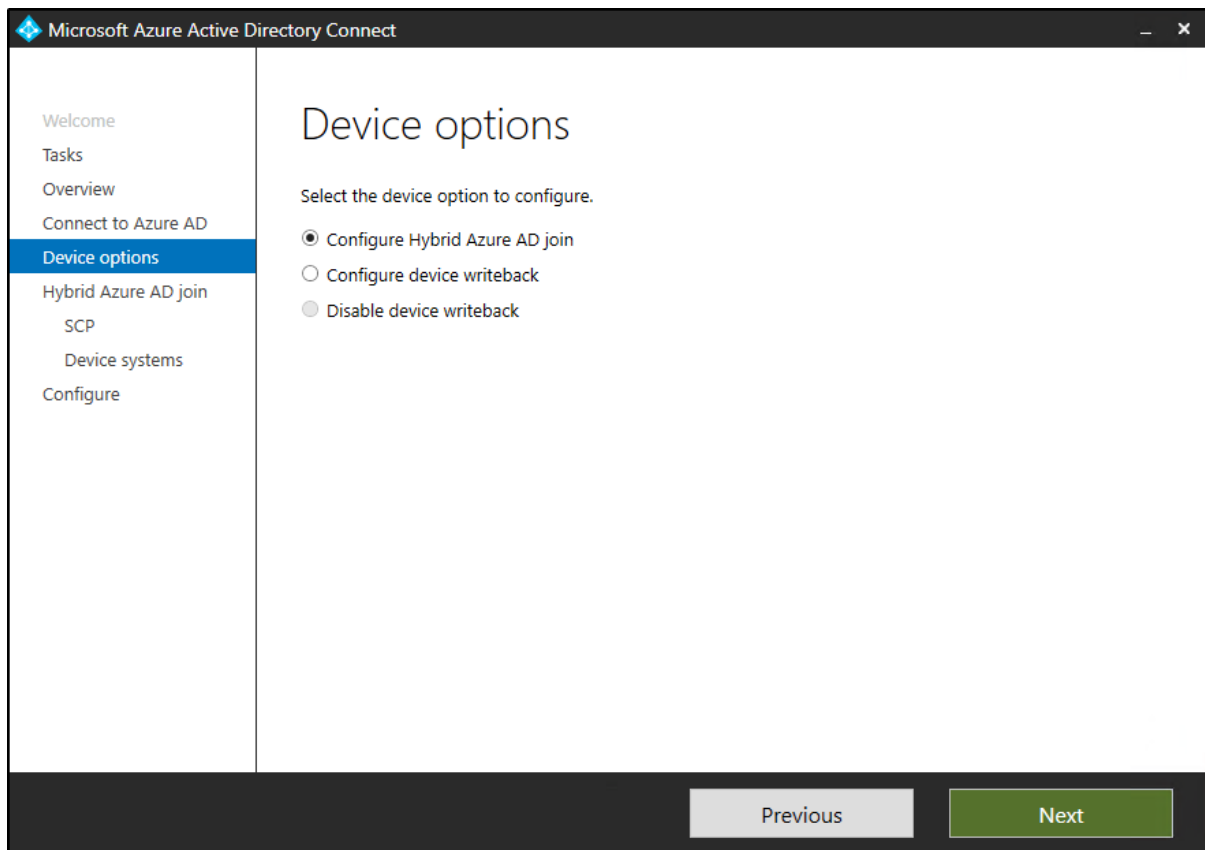 Microsoft Azure Active Directory Connect
Welcome
Tasks
Overview
Connect to Azure AD
Device options
Hybrid Azure AD join
SCP
Device systems
Configure
Device options
Select the device option to configure.
Configure Hybrid Azure AD join
Configure device writeback
Disable device writeback
Previous
Next